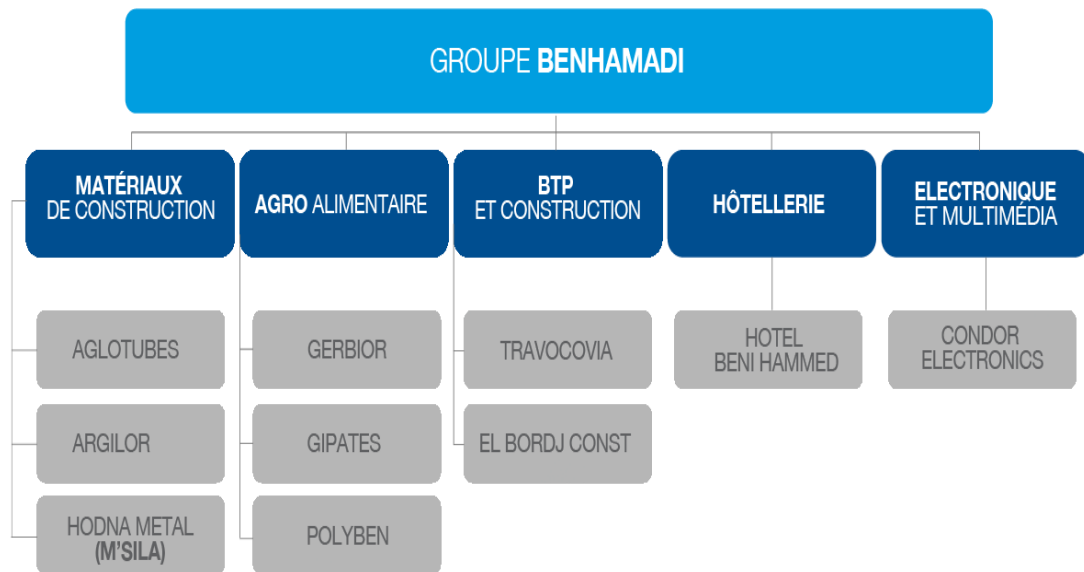 GROUPE BENHAMADI
MATÉRIAUX
DE CONSTRUCTION
AGRO ALIMENTAIRE
BTP
ET CONSTRUCTION
HÔTELLERIE
ELECTRONIQUE
ET MULTIMÉDIA
AGLOTUBES
GERBIOR
TRAVOCOVIA
HOTEL
BENI HAMMED
CONDOR
ELECTRONICS
ARGILOR
GIPATES
EL BORDJ CONST
HODNA METAL
(M'SILA)
POLYBEN